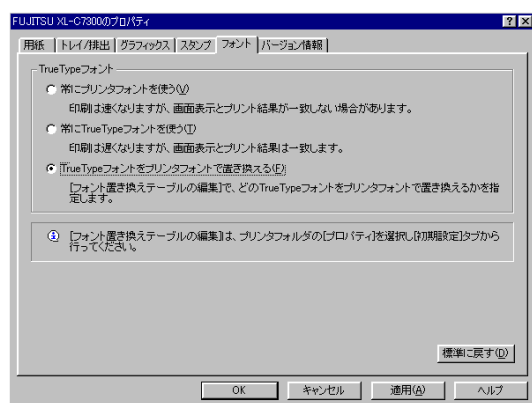 FUJITSU XL-C7300のプロパティ
用紙 トレイ/排出 グラフィックス スタンプ フォント バージョン情報
TrueTypeフォント
常にプリンタフォントを使う(V)
印刷は速くなりますが、画面表示とプリント結果が一致しない場合があります。
常にTrueTypeフォントを使う(T)
印刷は遅くなりますが、画面表示とプリント結果は一致します。
TrueTypeフォントをプリンタフォントで置き換える(F)
[フォント置き換えテーブルの編集]で、どのTrueTypeフォントをプリンタフォントで置き換えるかを指
定します。
[フォント置き換えテーブルの編集]は、プリンタフォルダの[プロパティ]を選択し[初期設定]タブから
行ってください。
標準に戻す(D)
OK キャンセル 適用(A) ヘルプ